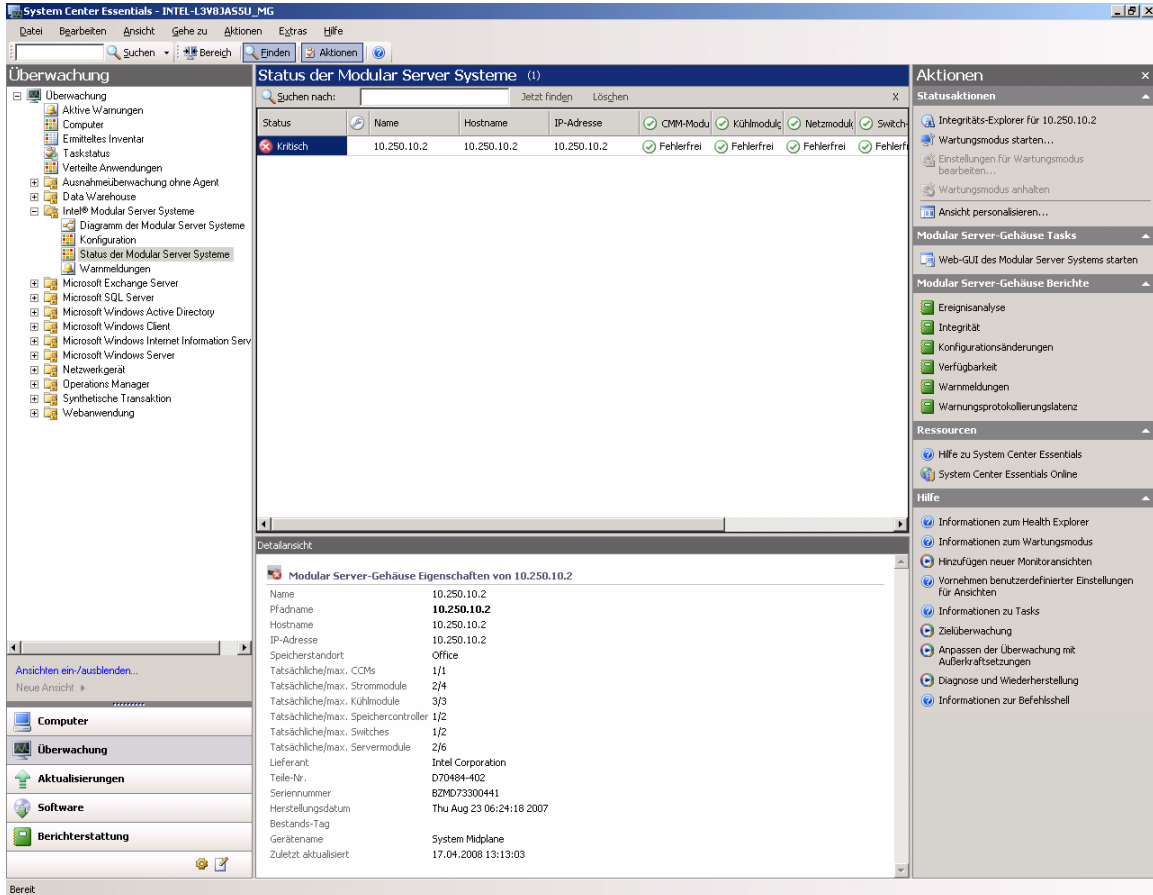 System Center Essentials - INTEL-L3V8JAS5U_MG
Datei Bearbeiten Ansicht Gehe zu Aktionen Extras Hilfe
Suchen Bereich Finden Aktionen
Überwachung
Überwachung
Aktive Warnungen
Computer
Ermitteltes Inventar
Taskstatus
Verteilte Anwendungen
Ausnahmeüberwachung ohne Agent
Data Warehouse
Intel® Modular Server Systeme
Diagramm der Modular Server Systeme
Konfiguration
Status der Modular Server Systeme
Warnmeldungen
Microsoft Exchange Server
Microsoft SQL Server
Microsoft Windows Active Directory
Microsoft Windows Client
Microsoft Windows Internet Information Serv
Microsoft Windows Server
Netzwerkgerät
Operations Manager
Synthetische Transaktion
Webanwendung
Ansichten ein-/ausblenden...
Neue Ansicht
Computer
Überwachung
Aktualisierungen
Software
Berichterstattung
Bereit
Status der Modular Server Systeme (1)
Suchen nach: Jetzt finden Löschen x
Status Name Hostname IP-Adresse CMM-Modu Kühlmodule Netzmodule Switch-
Kritisch 10.250.10.2 10.250.10.2 10.250.10.2 Fehlerfrei Fehlerfrei Fehlerfrei Fehlerf
Detailansicht
Modular Server-Gehäuse Eigenschaften von 10.250.10.2
Name 10.250.10.2
Pfadname 10.250.10.2
Hostname 10.250.10.2
IP-Adresse 10.250.10.2
Speicherstandort Office
Tatsächliche/max. CCMs 1/1
Tatsächliche/max. Strommodule 2/4
Tatsächliche/max. Kühlmodule 3/3
Tatsächliche/max. Speichercontroller 1/2
Tatsächliche/max. Switches 1/2
Tatsächliche/max. Servermodule 2/6
Lieferant Intel Corporation
Teile-Nr. D70484-402
Seriennummer BZMD73300441
Herstellungsdatum Thu Aug 23 06:24:18 2007
Bestands-Tag
Gerätename System Midplane
Zuletzt aktualisiert 17.04.2008 13:13:03
Aktionen x
Statusaktionen
Integritäts-Explorer für 10.250.10.2
Wartungsmodus starten...
Einstellungen für Wartungsmodus
bearbeiten...
Wartungsmodus anhalten
Ansicht personalisieren...
Modular Server-Gehäuse Tasks
Web-GUI des Modular Server Systems starten
Modular Server-Gehäuse Berichte
Ereignisanalyse
Integrität
Konfigurationsänderungen
Verfügbarkeit
Warnmeldungen
Warnungsprotokollierungslatenz
Ressourcen
Hilfe zu System Center Essentials
System Center Essentials Online
Hilfe
Informationen zum Health Explorer
Informationen zum Wartungsmodus
Hinzufügen neuer Monitoransichten
Vornehmen benutzerdefinierter Einstellungen
für Ansichten
Informationen zu Tasks
Zielüberwachung
Anpassen der Überwachung mit
Außerkraftsetzungen
Diagnose und Wiederherstellung
Informationen zur Befehlsshell